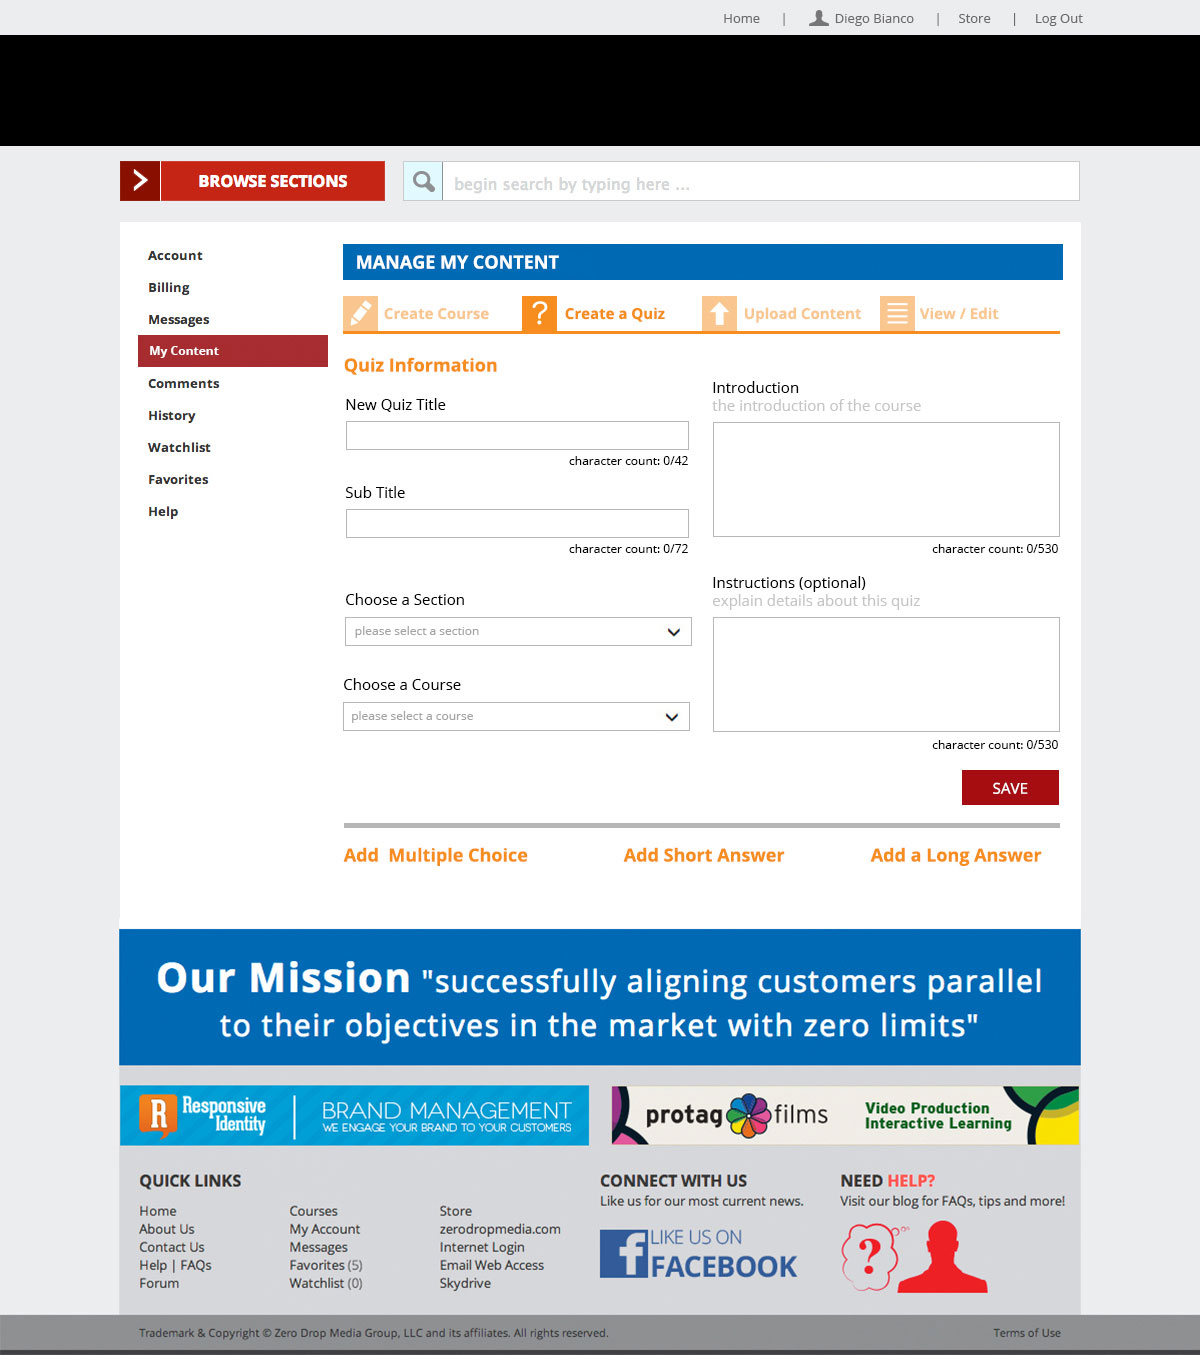 Home | Diego Bianco | Store | Log Out
BROWSE SECTIONS
begin search by typing here ...
Account
Billing
Messages
My Content
Comments
History
Watchlist
Favorites
Help
MANAGE MY CONTENT
Create Course
? Create a Quiz
Upload Content
View / Edit
Quiz Information
New Quiz Title
character count: 0/42
Sub Title
character count: 0/72
Choose a Section
please select a section
Choose a Course
please select a course
Introduction
the introduction of the course
character count: 0/530
Instructions (optional)
explain details about this quiz
character count: 0/530
SAVE
Add Multiple Choice
Add Short Answer
Add a Long Answer
Our Mission "successfully aligning customers parallel
to their objectives in the market with zero limits"
R Responsive
Identity
BRAND MANAGEMENT
WE ENGAGE YOUR BRAND TO YOUR CUSTOMERS
protag films
Video Production
Interactive Learning
QUICK LINKS
Home
About Us
Contact Us
Help | FAQs
Forum
Courses
My Account
Messages
Favorites (5)
Watchlist (0)
Store
zerodropmedia.com
Internet Login
Email Web Access
Skydrive
CONNECT WITH US
Like us for our most current news.
f LIKE US ON
FACEBOOK
NEED HELP?
Visit our blog for FAQs, tips and more!
?
Trademark & Copyright © Zero Drop Media Group, LLC and its affiliates. All rights reserved.
Terms of Use